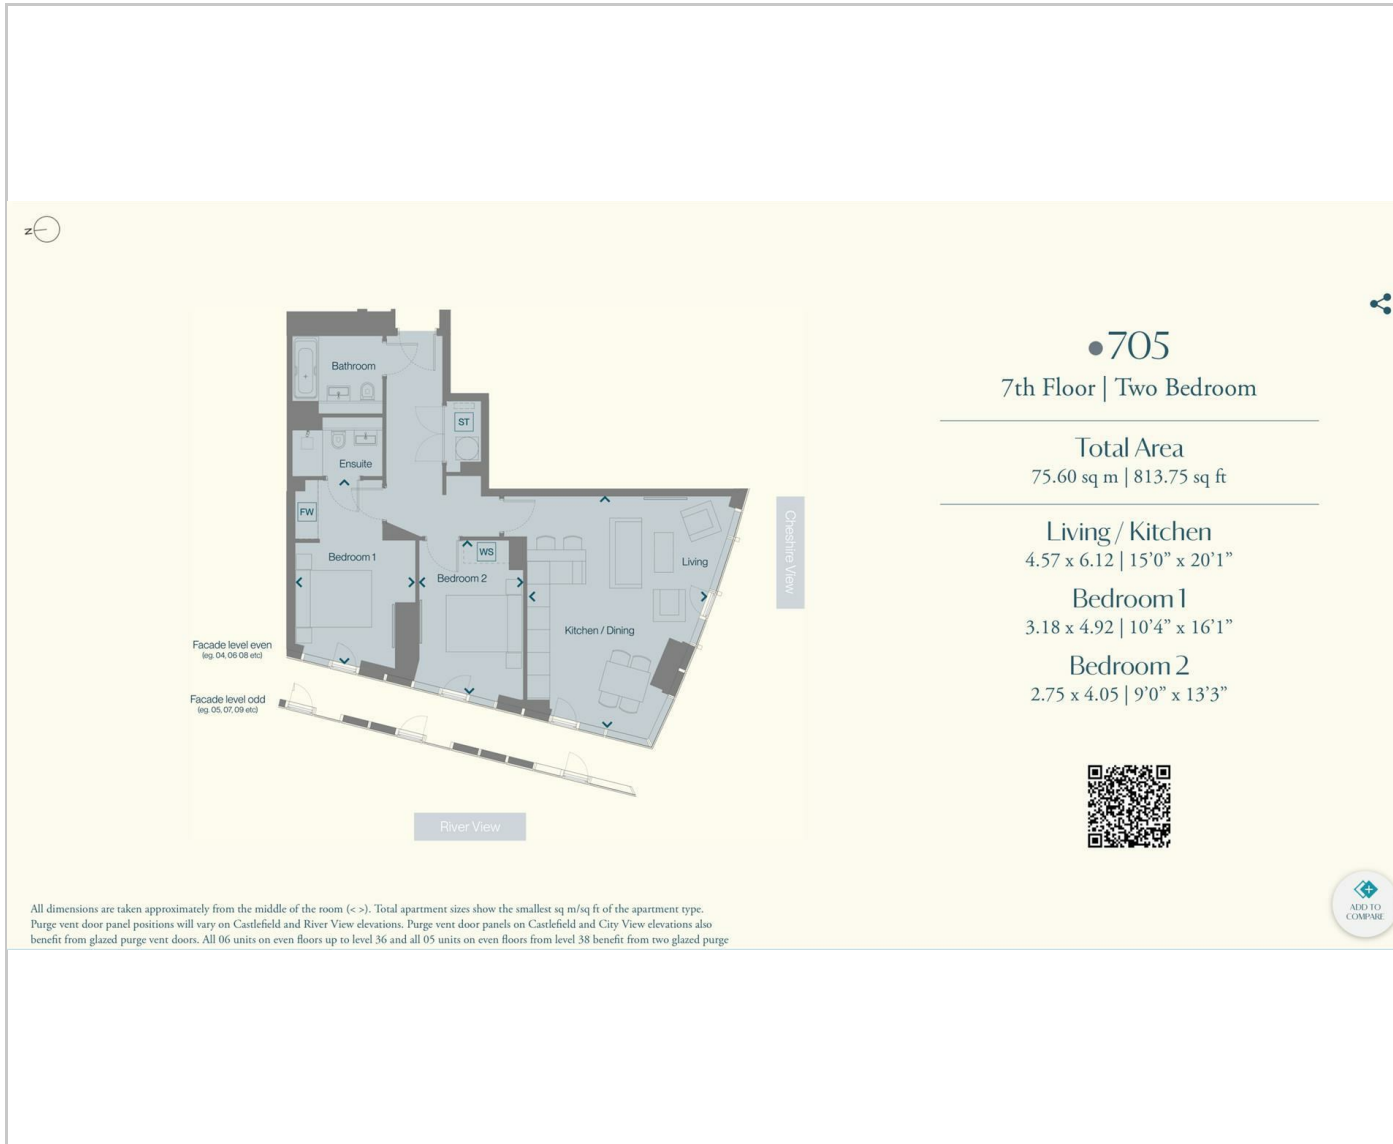 N
Bathroom
ST
Ensuite
FW
Bedroom 1
WS
Bedroom 2
Living
Kitchen / Dining
Cheshire View
Facade level even
(eg. 04, 06 08 etc)
Facade level odd
(eg. 05, 07, 09 etc)
River View
705
7th Floor | Two Bedroom
Total Area
75.60 sq m | 813.75 sq ft
Living / Kitchen
4.57 x 6.12 | 15’0” x 20’1”
Bedroom 1
3.18 x 4.92 | 10’4” x 16’1”
Bedroom 2
2.75 x 4.05 | 9’0” x 13’3”
ADD TO
COMPARE
All dimensions are taken approximately from the middle of the room (< >). Total apartment sizes show the smallest sq m/sq ft of the apartment type.
Purge vent door panel positions will vary on Castlefield and River View elevations. Purge vent door panels on Castlefield and City View elevations also
benefit from glazed purge vent doors. All 06 units on even floors up to level 36 and all 05 units on even floors from level 38 benefit from two glazed purge